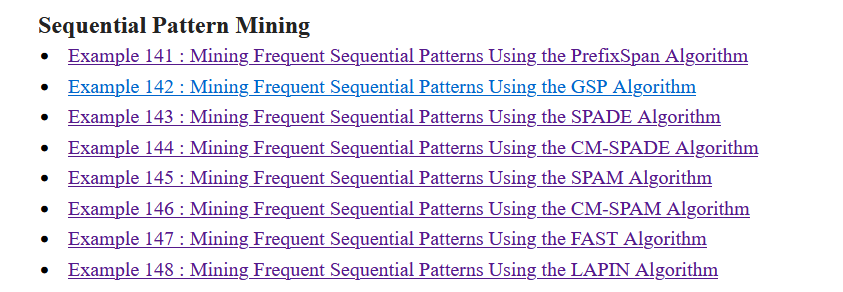 Sequential Pattern Mining
Example 141 : Mining Frequent Sequential Patterns Using the PrefixSpan Algorithm
Example 142 : Mining Frequent Sequential Patterns Using the GSP Algorithm
Example 143 : Mining Frequent Sequential Patterns Using the SPADE Algorithm
Example 144 : Mining Frequent Sequential Patterns Using the CM-SPADE Algorithm
Example 145 : Mining Frequent Sequential Patterns Using the SPAM Algorithm
Example 146 : Mining Frequent Sequential Patterns Using the CM-SPAM Algorithm
Example 147 : Mining Frequent Sequential Patterns Using the FAST Algorithm
Example 148 : Mining Frequent Sequential Patterns Using the LAPIN Algorithm